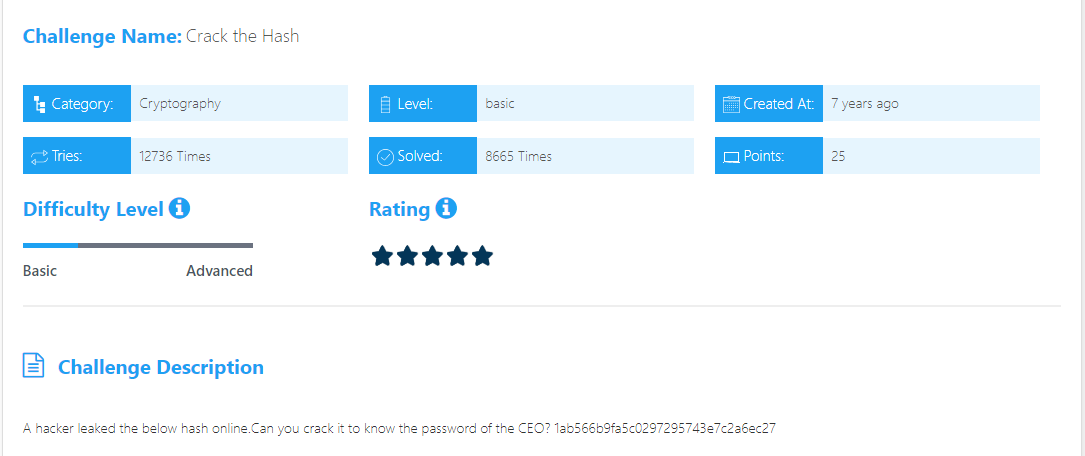 Challenge Name: Crack the Hash
Category: Cryptography Level: basic Created At: 7 years ago
Tries: 12736 Times Solved: 8665 Times Points: 25
Difficulty Level Rating
Basic Advanced
Challenge Description
A hacker leaked the below hash online.Can you crack it to know the password of the CEO? 1ab566b9fa5c0297295743e7c2a6ec27